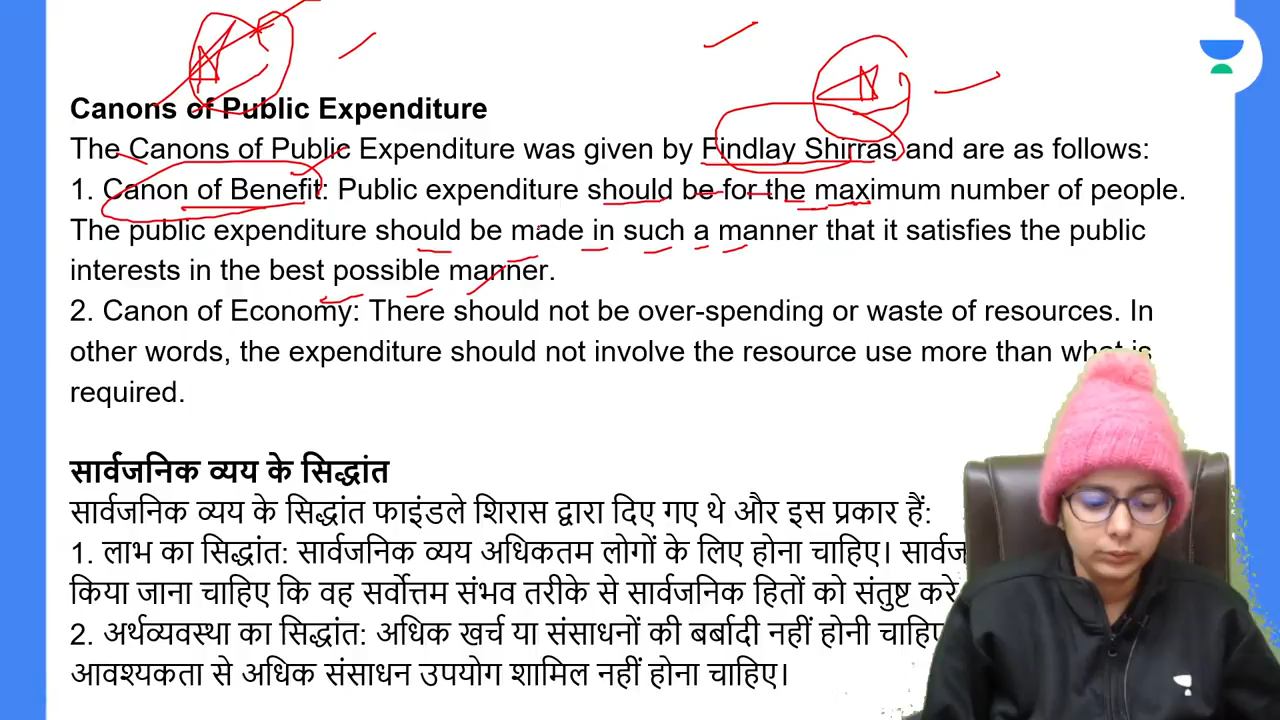 Canons of Public Expenditure
The Canons of Public Expenditure was given by Findlay Shirras and are as follows:
1. Canon of Benefit: Public expenditure should be for the maximum number of people.
The public expenditure should be made in such a manner that it satisfies the public
interests in the best possible manner.
2. Canon of Economy: There should not be over-spending or waste of resources. In
other words, the expenditure should not involve the resource use more than what is
required.
सार्वजनिक व्यय के सिद्धांत
सार्वजनिक व्यय के सिद्धांत फाइंडले शिरास द्वारा दिए गए थे और इस प्रकार हैं:
1. लाभ का सिद्धांत: सार्वजनिक व्यय अधिकतम लोगों के लिए होना चाहिए।
किया जाना चाहिए कि वह सर्वोत्तम संभव तरीके से सार्वजनिक हितों को संतुष्ट करे
2. अर्थव्यवस्था का सिद्धांत: अधिक खर्च या संसाधनों की बर्बादी नहीं होनी
आवश्यकता से अधिक संसाधन उपयोग शामिल नहीं होना चाहिए।